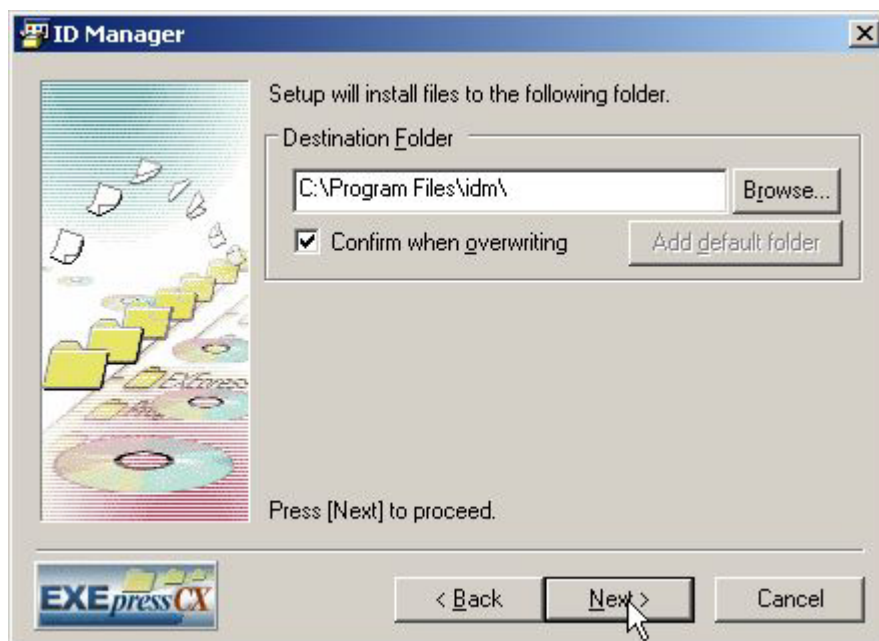 ID Manager
Setup will install files to the following folder.
Destination Folder
C:\Program Files\idm\
Browse...
Confirm when overwriting
Add default folder
EXEpress
Press [Next] to proceed.
EXEpressCX
< Back
Next >
Cancel